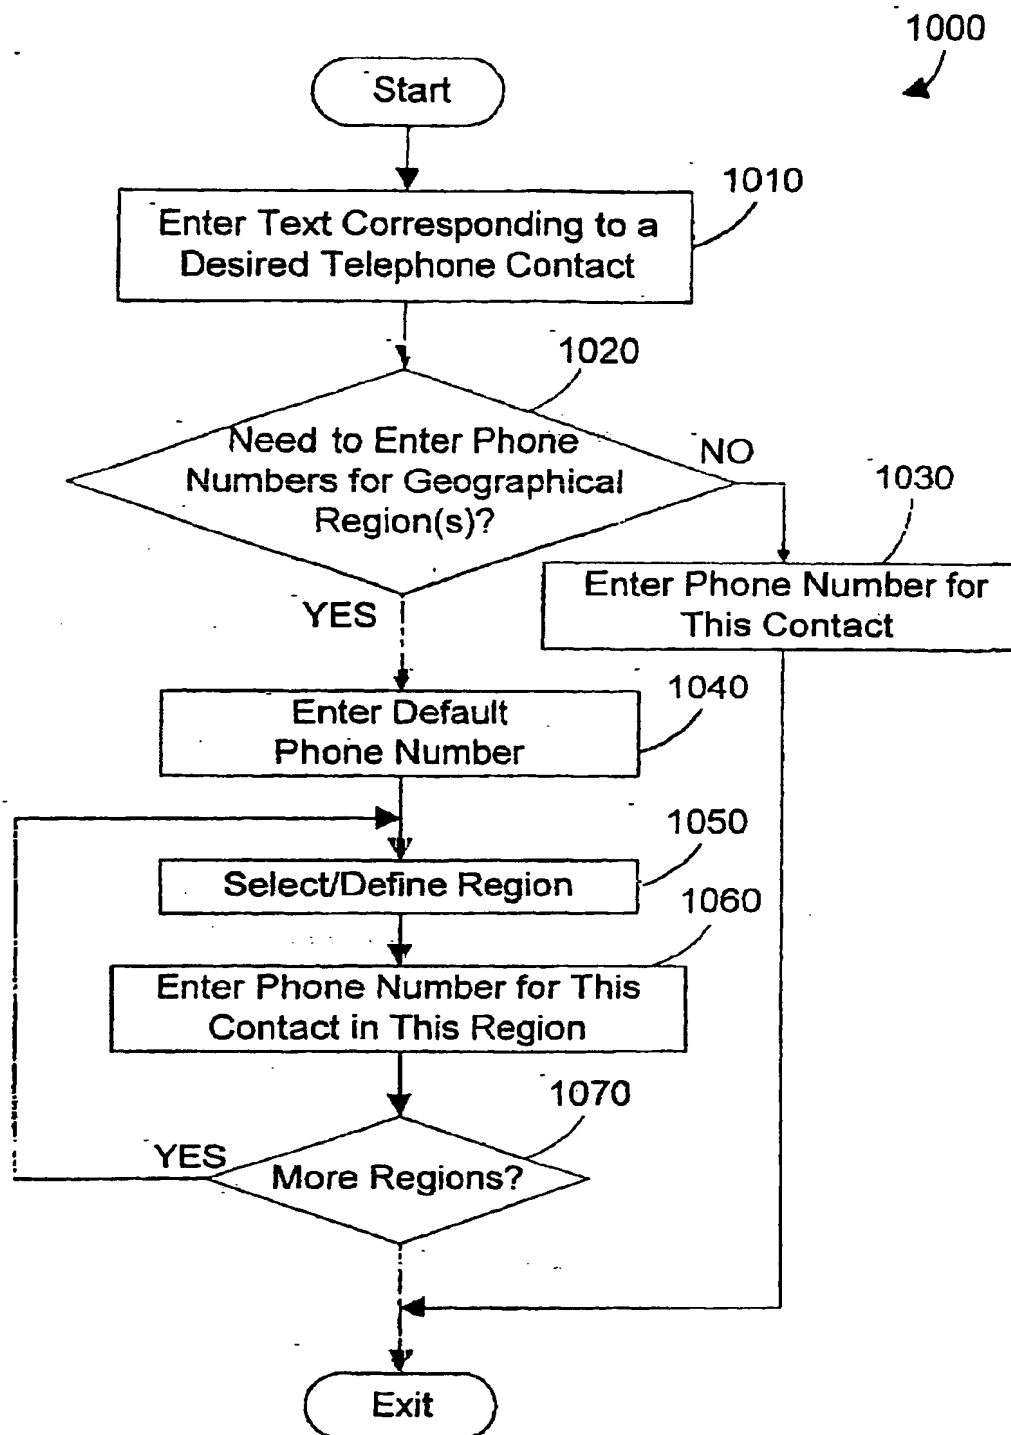 1000
Start
1010
Enter Text Corresponding to a
Desired Telephone Contact
1020
Need to Enter Phone
Numbers for Geographical
Region(s)?
NO
1030
Enter Phone Number for
This Contact
YES
1040
Enter Default
Phone Number
1050
Select/Define Region
1060
Enter Phone Number for This
Contact in This Region
1070
YES
More Regions?
Exit